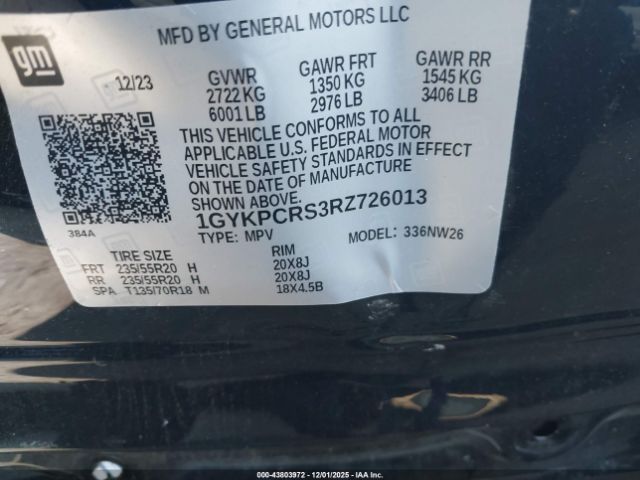 MFD BY GENERAL MOTORS LLC
gm
12/23
GVWR
2722 KG
6001 LB
GAWR FRT
1350 KG
2976 LB
GAWR RR
1545 KG
3406 LB
THIS VEHICLE CONFORMS TO ALL
APPLICABLE U.S. FEDERAL MOTOR
VEHICLE SAFETY STANDARDS IN EFFECT
ON THE DATE OF MANUFACTURE
SHOWN ABOVE.
1GYKPCRS3RZ726013
384A
TYPE: MPV
MODEL: 336NW26
TIRE SIZE RIM
FRT 235/55R20 H 20X8J
RR 235/55R20 H 20X8J
SPA T135/70R18 M 18X4.5B
© 43803972 - 12/01/2025 - IAAI.COM